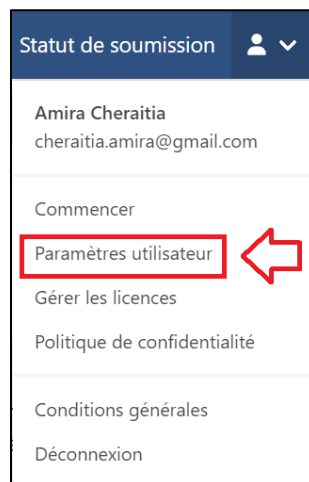 Statut de soumission
Amira Cheraitia
cheraitia.amira@gmail.com
Commencer
Paramètres utilisateur
Gérer les licences
Politique de confidentialité
Conditions générales
Déconnexion